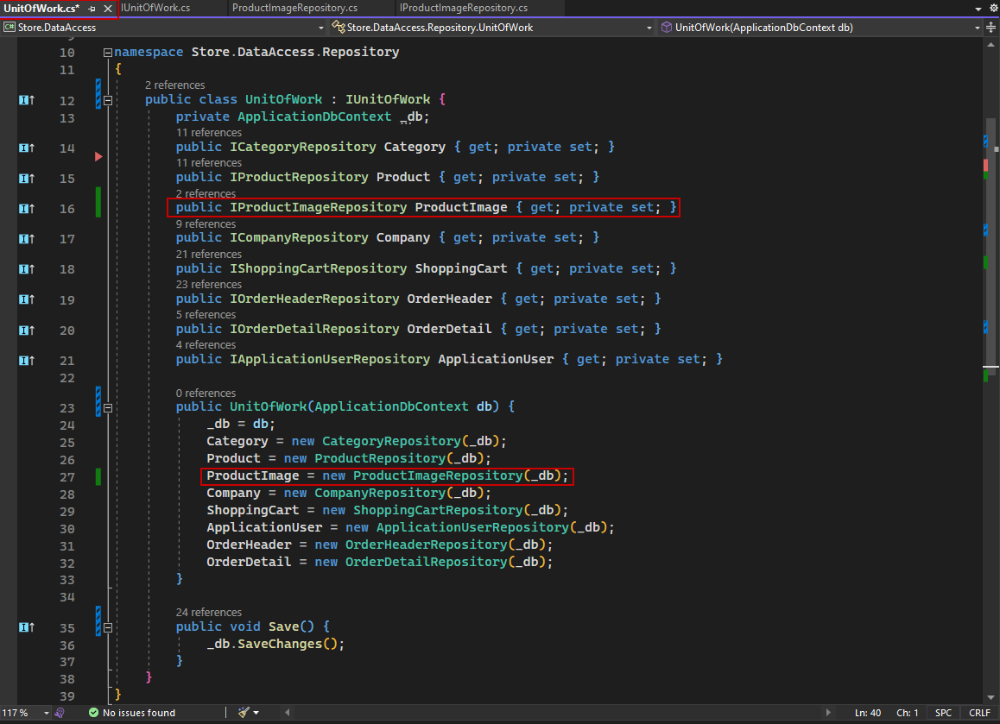 UnitOfWork.cs* IUnitOfWork.cs ProductImageRepository.cs IProductImageRepository.cs
C# Store.DataAccess Store.DataAccess.Repository.UnitOfWork UnitOfWork(ApplicationDbContext db)
10 namespace Store.DataAccess.Repository
11 {
2 references
12 public class UnitOfWork : IUnitOfWork {
13 private ApplicationDbContext _db;
11 references
14 public ICategoryRepository Category { get; private set; }
11 references
15 public IProductRepository Product { get; private set; }
2 references
16 public IProductImageRepository ProductImage { get; private set; }
9 references
17 public ICompanyRepository Company { get; private set; }
21 references
18 public IShoppingCartRepository ShoppingCart { get; private set; }
23 references
19 public IOrderHeaderRepository OrderHeader { get; private set; }
5 references
20 public IOrderDetailRepository OrderDetail { get; private set; }
4 references
21 public IApplicationUserRepository ApplicationUser { get; private set; }
22
0 references
23 public UnitOfWork(ApplicationDbContext db) {
24 _db = db;
25 Category = new CategoryRepository(_db);
26 Product = new ProductRepository(_db);
27 ProductImage = new ProductImageRepository(_db);
28 Company = new CompanyRepository(_db);
29 ShoppingCart = new ShoppingCartRepository(_db);
30 ApplicationUser = new ApplicationUserRepository(_db);
31 OrderHeader = new OrderHeaderRepository(_db);
32 OrderDetail = new OrderDetailRepository(_db);
33 }
34
24 references
35 public void Save() {
36 _db.SaveChanges();
37 }
38 }
39 }
117 % No issues found Ln: 40 Ch: 1 SPC CRLF